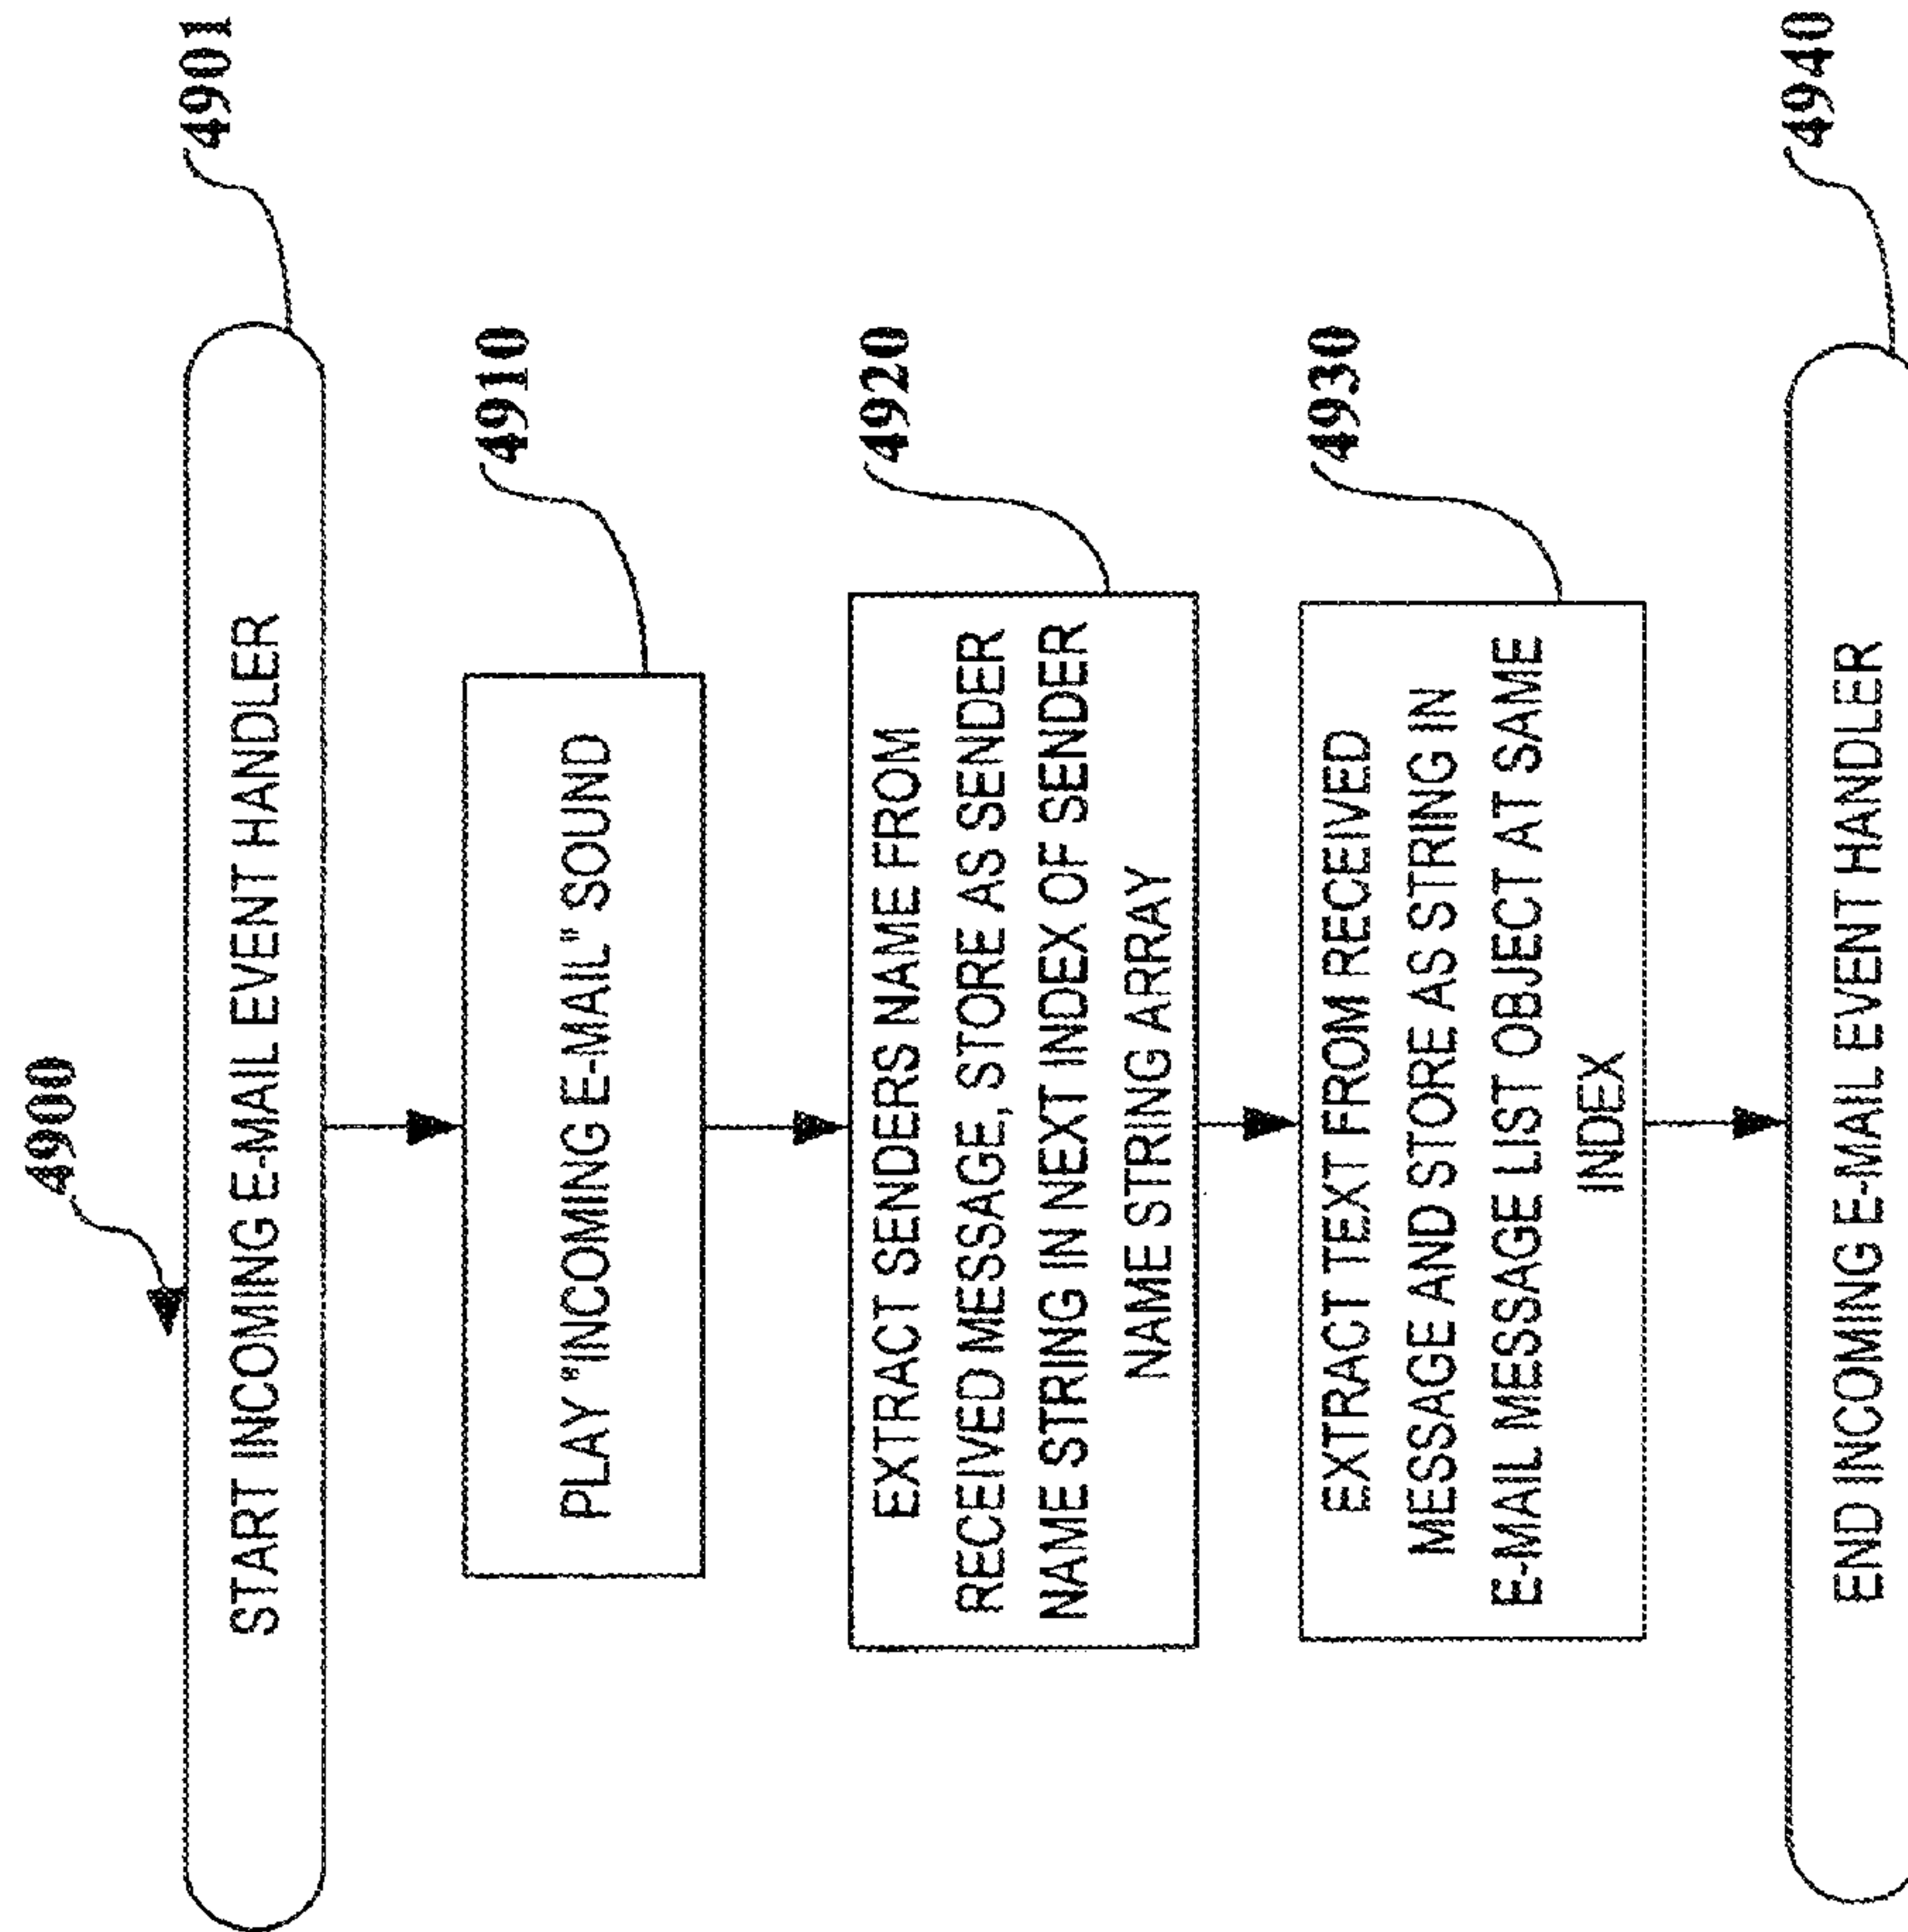 4900
4901
START INCOMING E-MAIL EVENT HANDLER
4910
PLAY "INCOMING E-MAIL" SOUND
4920
EXTRACT SENDERS NAME FROM
RECEIVED MESSAGE, STORE AS SENDER
NAME STRING IN NEXT INDEX OF SENDER
NAME STRING ARRAY
4930
EXTRACT TEXT FROM RECEIVED
MESSAGE AND STORE AS STRING IN
E-MAIL MESSAGE LIST OBJECT AT SAME
INDEX
4940
END INCOMING E-MAIL EVENT HANDLER